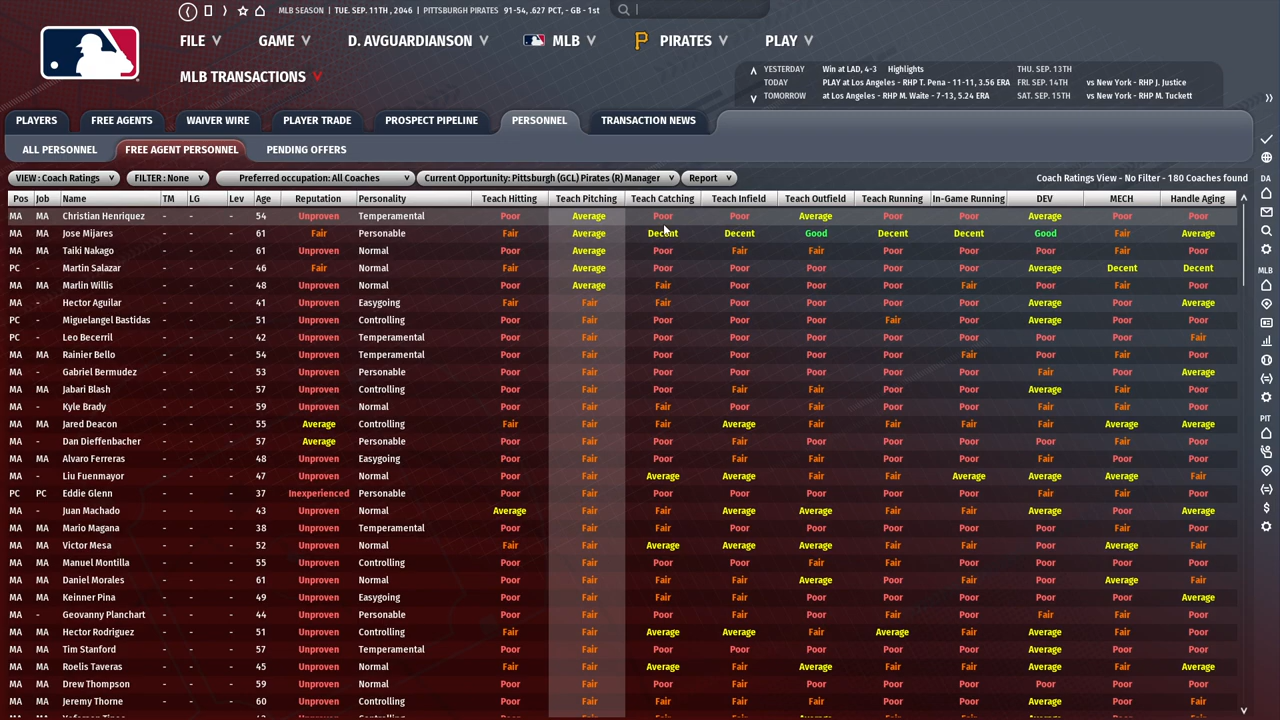 MLB SEASON | TUE. SEP. 11TH , 2046 | PITTSBURGH PIRATES 91-54, .627 PCT, - GB - 1st
FILE GAME D. AVGUARDIANSON MLB PIRATES PLAY
MLB TRANSACTIONS
YESTERDAY Win at LAD, 4-3 Highlights THU. SEP. 13TH
TODAY PLAY at Los Angeles - RHP T. Pena - 11-11, 3.56 ERA FRI. SEP. 14TH vs New York - RHP J. Justice
TOMORROW at Los Angeles - RHP M. Waite - 7-13, 5.24 ERA SAT. SEP. 15TH vs New York - RHP M. Tuckett
PLAYERS FREE AGENTS WAIVER WIRE PLAYER TRADE PROSPECT PIPELINE PERSONNEL TRANSACTION NEWS
ALL PERSONNEL FREE AGENT PERSONNEL PENDING OFFERS
VIEW : Coach Ratings FILTER : None Preferred occupation: All Coaches Current Opportunity: Pittsburgh (GCL) Pirates (R) Manager Report Coach Ratings View - No Filter - 180 Coaches found
Pos Job Name TM LG Lev Age Reputation Personality Teach Hitting Teach Pitching Teach Catching Teach Infield Teach Outfield Teach Running In-Game Running DEV MECH Handle Aging
MA MA Christian Henriquez - - - 54 Unproven Temperamental Poor Average Poor Poor Average Poor Poor Average Poor Poor
MA MA Jose Mijares - - - 61 Fair Personable Fair Average Decent Decent Good Decent Decent Good Fair Average
MA MA Taiki Nakago - - - 61 Unproven Normal Poor Average Poor Fair Fair Poor Poor Poor Fair Poor
PC - Martin Salazar - - - 46 Fair Normal Fair Average Poor Poor Poor Poor Poor Average Decent Decent
MA MA Marlin Willis - - - 48 Unproven Normal Poor Average Fair Poor Poor Poor Fair Poor Fair Poor
MA - Hector Aguilar - - - 41 Unproven Easygoing Fair Fair Fair Poor Poor Poor Poor Average Poor Average
PC - Miguelangel Bastidas - - - 51 Unproven Controlling Poor Fair Poor Poor Poor Fair Poor Average Poor Poor
PC - Leo Becerril - - - 42 Unproven Temperamental Poor Fair Poor Poor Poor Poor Poor Poor Poor Fair
MA MA Rainier Bello - - - 54 Unproven Temperamental Poor Fair Poor Poor Poor Poor Fair Poor Fair Poor
MA - Gabriel Bermudez - - - 53 Unproven Personable Poor Fair Poor Poor Poor Poor Poor Fair Poor Average
MA MA Jabari Blash - - - 57 Unproven Controlling Poor Fair Poor Fair Fair Poor Poor Average Poor Poor
MA - Kyle Brady - - - 59 Unproven Normal Poor Fair Fair Poor Fair Poor Poor Fair Fair Poor
MA MA Jared Deacon - - - 55 Average Controlling Fair Fair Fair Average Fair Fair Fair Poor Average Average
MA - Dan Dieffenbacher - - - 57 Average Personable Poor Fair Poor Fair Poor Poor Poor Poor Fair Poor
MA MA Alvaro Ferreras - - - 48 Unproven Easygoing Poor Fair Poor Fair Poor Poor Poor Fair Poor Poor
MA - Liu Fuenmayor - - - 47 Unproven Normal Poor Fair Average Average Fair Fair Average Average Average Fair
PC PC Eddie Glenn - - - 37 Inexperienced Personable Poor Fair Poor Poor Poor Poor Poor Fair Fair Poor
MA - Juan Machado - - - 43 Unproven Normal Average Fair Fair Average Average Poor Fair Average Poor Average
MA MA Mario Magana - - - 38 Unproven Temperamental Poor Fair Fair Poor Poor Poor Poor Poor Fair Poor
MA MA Victor Mesa - - - 52 Unproven Normal Fair Fair Average Average Average Fair Fair Poor Average Fair
MA MA Manuel Montilla - - - 55 Unproven Controlling Poor Fair Poor Poor Fair Fair Poor Poor Poor Poor
MA MA Daniel Morales - - - 61 Unproven Normal Poor Fair Fair Fair Average Poor Fair Poor Average Fair
MA MA Keinner Pina - - - 49 Unproven Easygoing Fair Fair Fair Fair Poor Fair Fair Poor Poor Average
MA - Geovanny Planchart - - - 44 Unproven Personable Poor Fair Poor Fair Poor Poor Poor Fair Fair Poor
MA MA Hector Rodriguez - - - 51 Unproven Controlling Fair Fair Average Average Fair Average Fair Average Fair Poor
MA MA Tim Stanford - - - 57 Unproven Temperamental Poor Fair Poor Poor Poor Poor Poor Average Poor Poor
MA MA Roelis Taveras - - - 45 Unproven Normal Fair Fair Average Fair Average Fair Fair Average Fair Average
MA MA Drew Thompson - - - 59 Unproven Normal Poor Fair Poor Fair Poor Poor Poor Poor Poor Poor
MA MA Jeremy Thorne - - - 60 Unproven Controlling Poor Fair Fair Fair Poor Poor Poor Average Fair Poor
DA
MLB
PIT